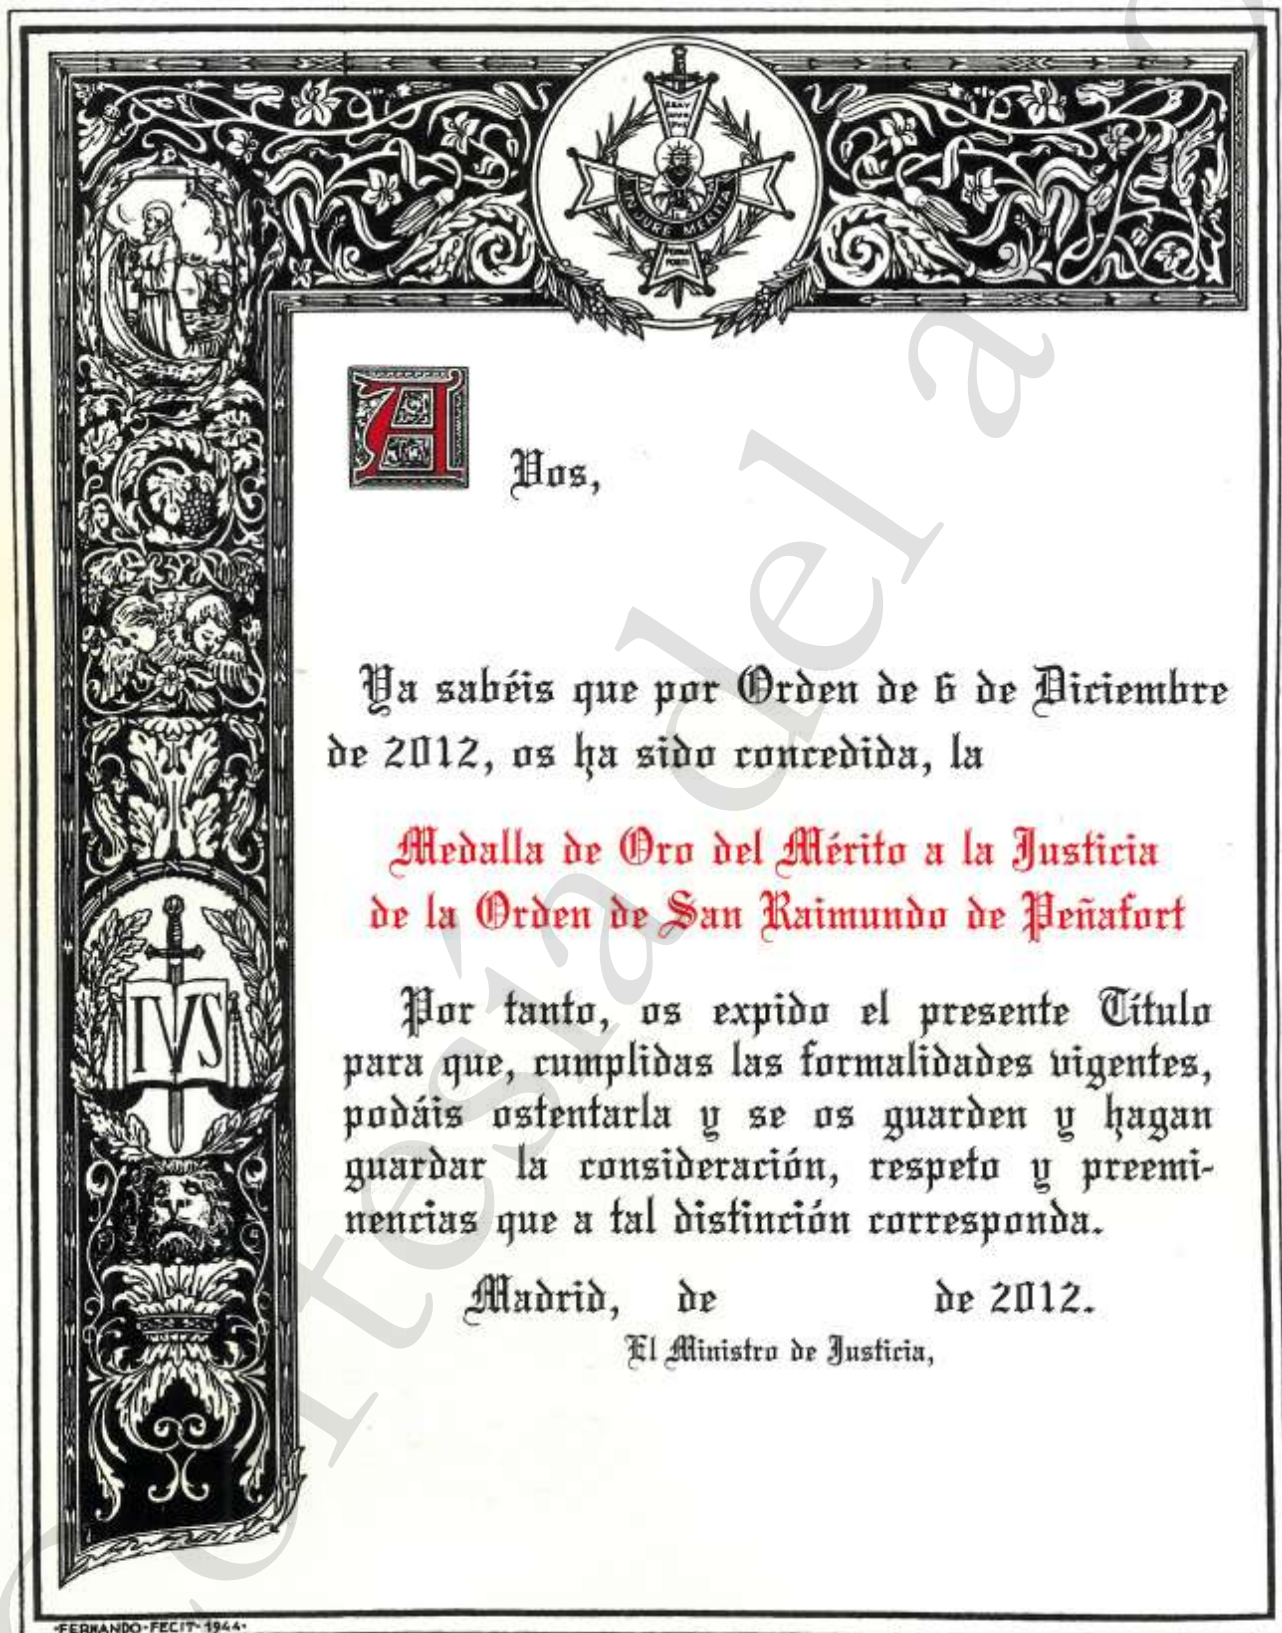 IN IURE MERITA
A Vos,
Ya sabéis que por Orden de 6 de Diciembre
de 2012, os ha sido concedida, la
Medalla de Oro del Mérito a la Justicia
de la Orden de San Raimundo de Peñafort
Por tanto, os expido el presente Título
para que, cumplidas las formalidades vigentes,
podáis ostentarla y se os guarden y hagan
guardar la consideración, respeto y preemi-
nencias que a tal distinción corresponda.
IVS
Madrid, de de 2012.
El Ministro de Justicia,
·FERNANDO·FECIT·1944·
Cortesía del a